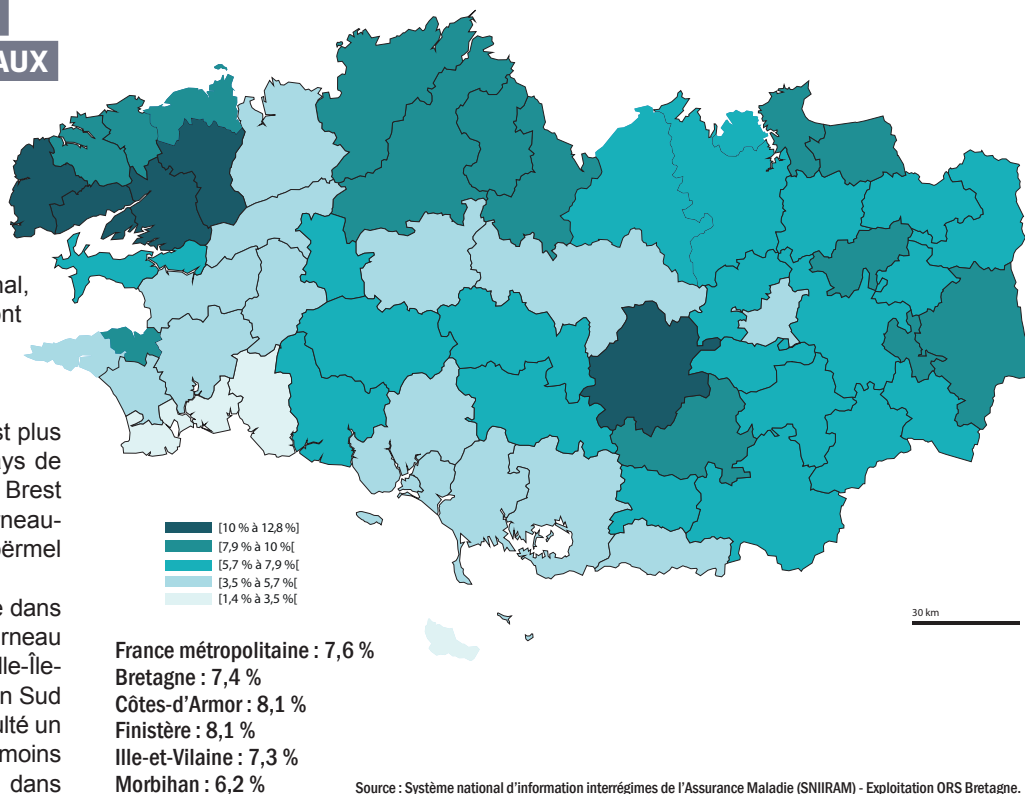 AUX
nal,
ont
st plus
ays de
Brest
rneau-
ërmel
e dans
rneau
lle-Île-
n Sud
ulté un
moins
dans
[10 % à 12,8 %]
[7,9 % à 10 %[
[5,7 % à 7,9 %[
[3,5 % à 5,7 %[
[1,4 % à 3,5 %[
30 km
France métropolitaine : 7,6 %
Bretagne : 7,4 %
Côtes-d’Armor : 8,1 %
Finistère : 8,1 %
Ille-et-Vilaine : 7,3 %
Morbihan : 6,2 %
Source : Système national d’information interrégimes de l’Assurance Maladie (SNIIRAM) - Exploitation ORS Bretagne.